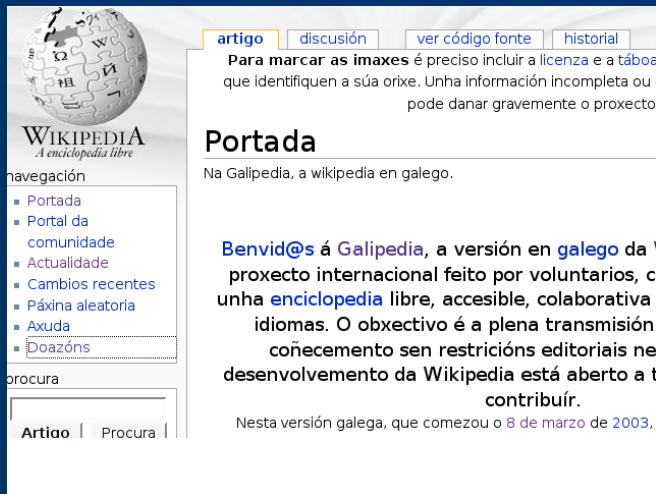 WIKIPEDIA
A enciclopedia libre
navegación
Portada
Portal da
comunidade
Actualidade
Cambios recentes
Páxina aleatoria
Axuda
Doazóns
procura
Artigo Procura
artigo discusión ver código fonte historial
Para marcar as imaxes é preciso incluir a licenza e a táboa
que identifiquen a súa orixe. Unha información incompleta ou
pode danar gravemente o proxecto
Portada
Na Galipedia, a wikipedia en galego.
Benvid@s á Galipedia, a versión en galego da
proxecto internacional feito por voluntarios,
unha enciclopedia libre, accesible, colaborativa
idiomas. O obxectivo é a plena transmisión
coñecemento sen restricións editoriais ne
desenvolvemento da Wikipedia está aberto a
contribuír.
Nesta versión galega, que comezou o 8 de marzo de 2003,